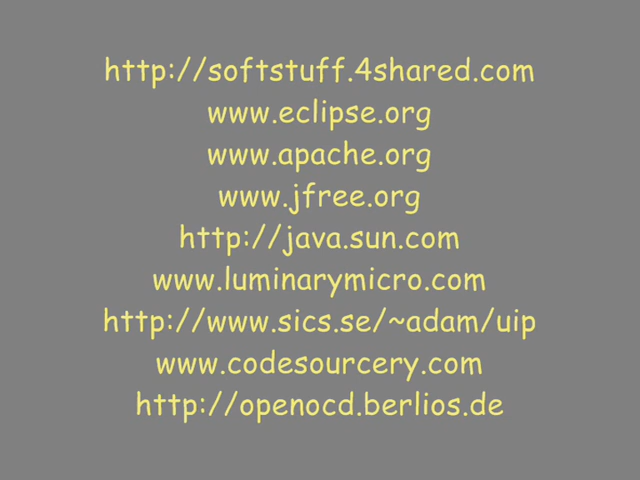 http://softstuff.4shared.com
www.eclipse.org
www.apache.org
www.jfree.org
http://java.sun.com
www.luminarymicro.com
http://www.sics.se/~adam/uip
www.codesourcery.com
http://openocd.berlios.de